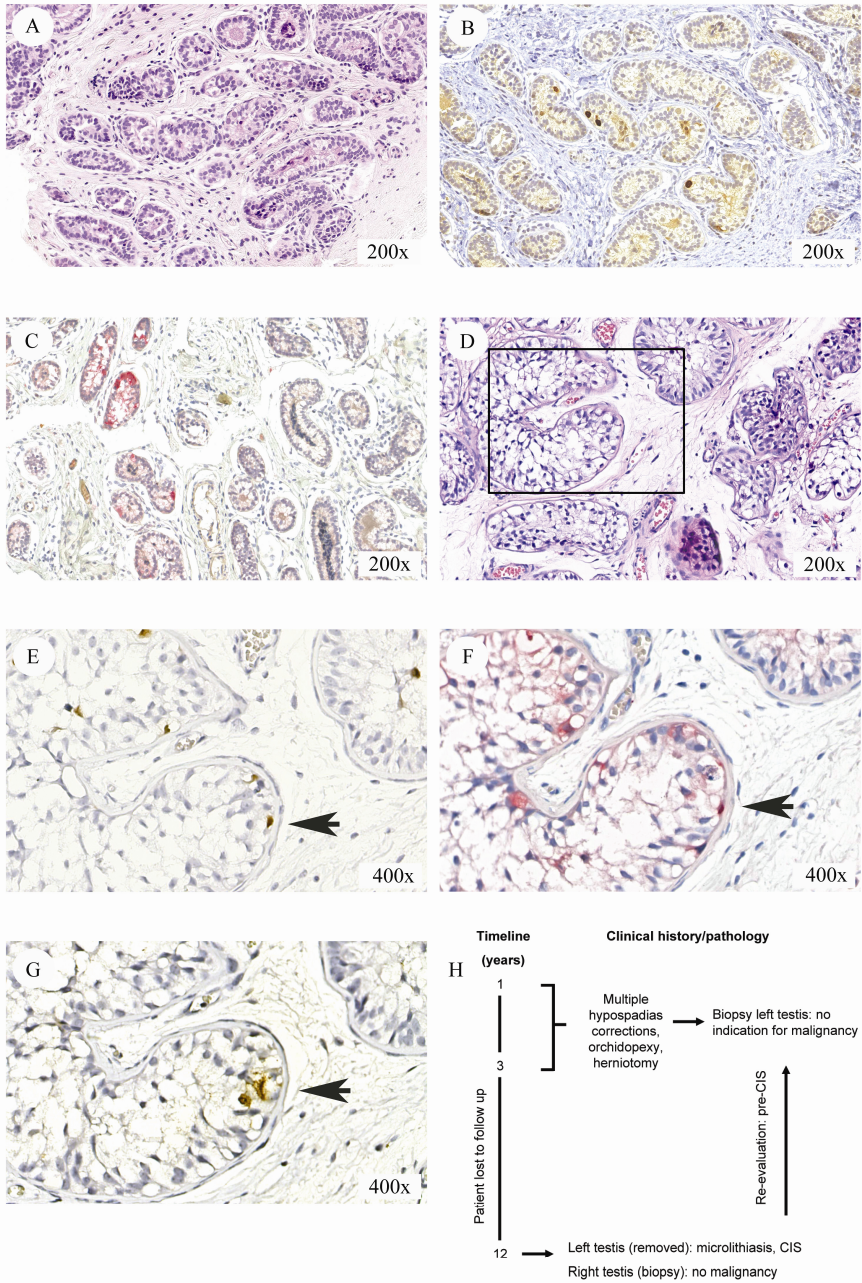 A
200x
B
200x
C
200x
D
200x
E
400x
F
400x
G
400x
H
Timeline
(years)
Clinical history/pathology
1
3
12
Patient lost to follow up
Multiple
hypospadias
corrections,
orchidopexy,
herniotomy
Biopsy left testis: no
indication for malignancy
Re-evaluation: pre-CIS
Left testis (removed): microlithiasis, CIS
Right testis (biopsy): no malignancy